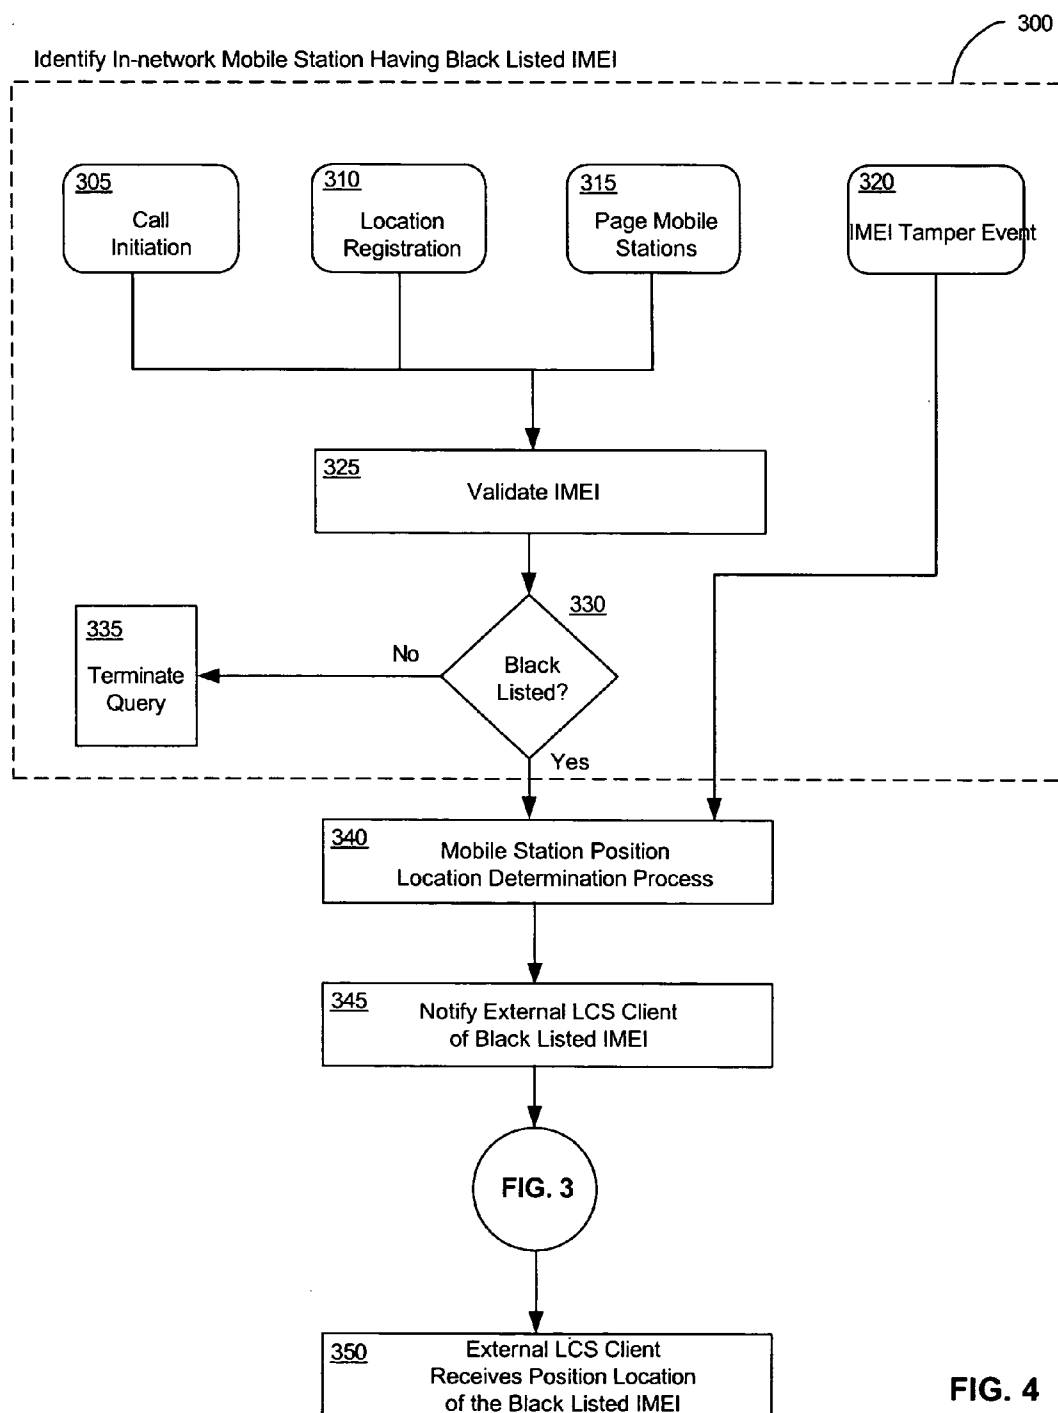 300
Identify In-network Mobile Station Having Black Listed IMEI
305
Call
Initiation
310
Location
Registration
315
Page Mobile
Stations
320
IMEI Tamper Event
325
Validate IMEI
330
Black
Listed?
No
335
Terminate
Query
Yes
340
Mobile Station Position
Location Determination Process
345
Notify External LCS Client
of Black Listed IMEI
FIG. 3
350
External LCS Client
Receives Position Location
of the Black Listed IMEI
FIG. 4